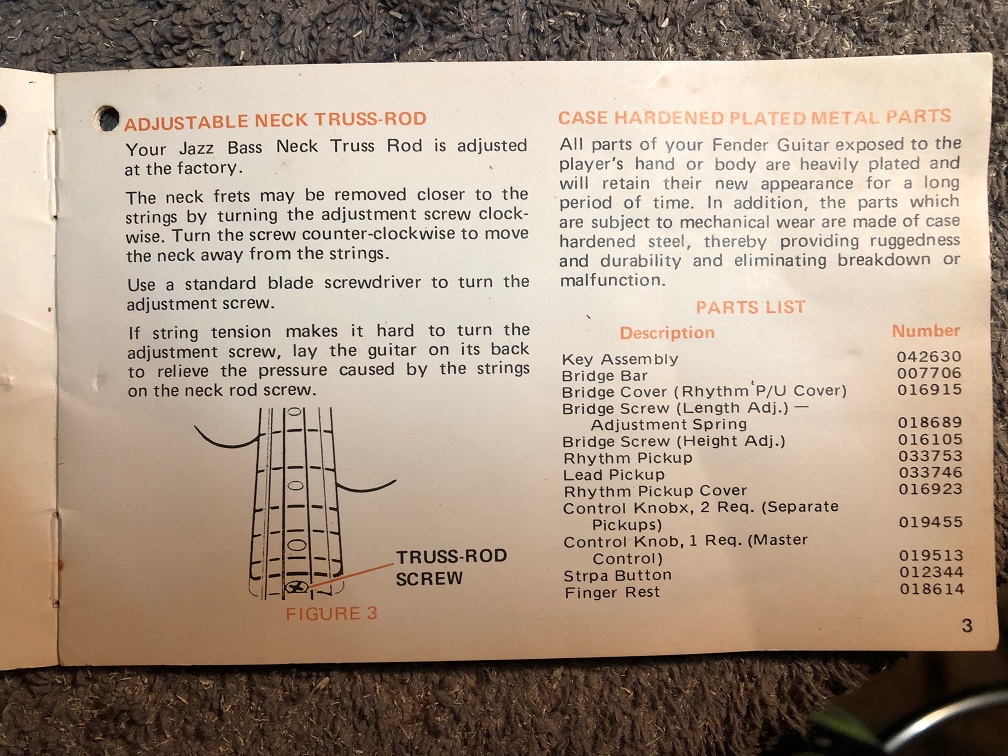 ADJUSTABLE NECK TRUSS-ROD
Your Jazz Bass Neck Truss Rod is adjusted
at the factory.
The neck frets may be removed closer to the
strings by turning the adjustment screw clock-
wise. Turn the screw counter-clockwise to move
the neck away from the strings.
Use a standard blade screwdriver to turn the
adjustment screw.
If string tension makes it hard to turn the
adjustment screw, lay the guitar on its back
to relieve the pressure caused by the strings
on the neck rod screw.
TRUSS-ROD
SCREW
FIGURE 3
CASE HARDENED PLATED METAL PARTS
All parts of your Fender Guitar exposed to the
player's hand or body are heavily plated and
will retain their new appearance for a long
period of time. In addition, the parts which
are subject to mechanical wear are made of case
hardened steel, thereby providing ruggedness
and durability and eliminating breakdown or
malfunction.
PARTS LIST
Description Number
Key Assembly 042630
Bridge Bar 007706
Bridge Cover (Rhythm P/U Cover) 016915
Bridge Screw (Length Adj.) —
Adjustment Spring 018689
Bridge Screw (Height Adj.) 016105
Rhythm Pickup 033753
Lead Pickup 033746
Rhythm Pickup Cover 016923
Control Knobx, 2 Req. (Separate
Pickups) 019455
Control Knob, 1 Req. (Master
Control) 019513
Strpa Button 012344
Finger Rest 018614
3